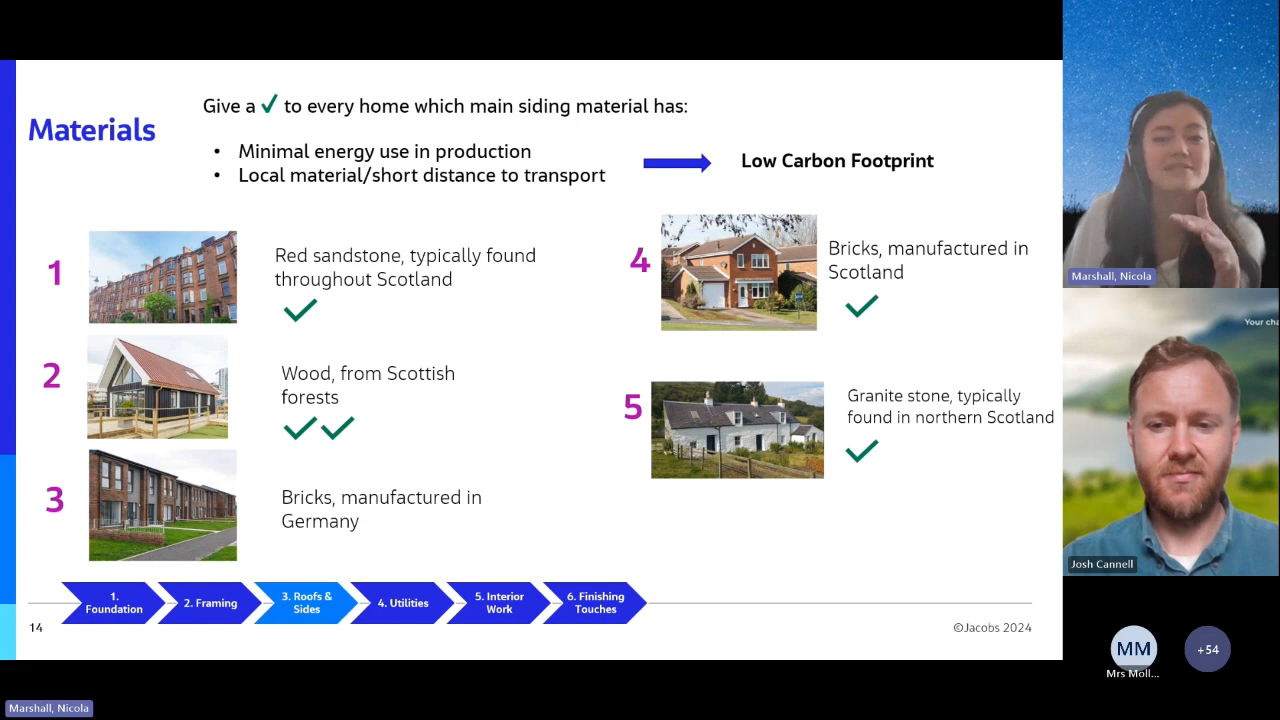 Materials
Give a ✓ to every home which main siding material has:
• Minimal energy use in production
• Local material/short distance to transport
Low Carbon Footprint
1
Red sandstone, typically found
throughout Scotland
2
Wood, from Scottish
forests
3
Bricks, manufactured in
Germany
4
Bricks, manufactured in
Scotland
5
Granite stone, typically
found in northern Scotland
1.
Foundation
2. Framing
3. Roofs &
Sides
4. Utilities
5. Interior
Work
6. Finishing
Touches
14
©Jacobs 2024
Marshall, Nicola
Your cha
Josh Cannell
MM
Mrs Moll...
+54
Marshall, Nicola